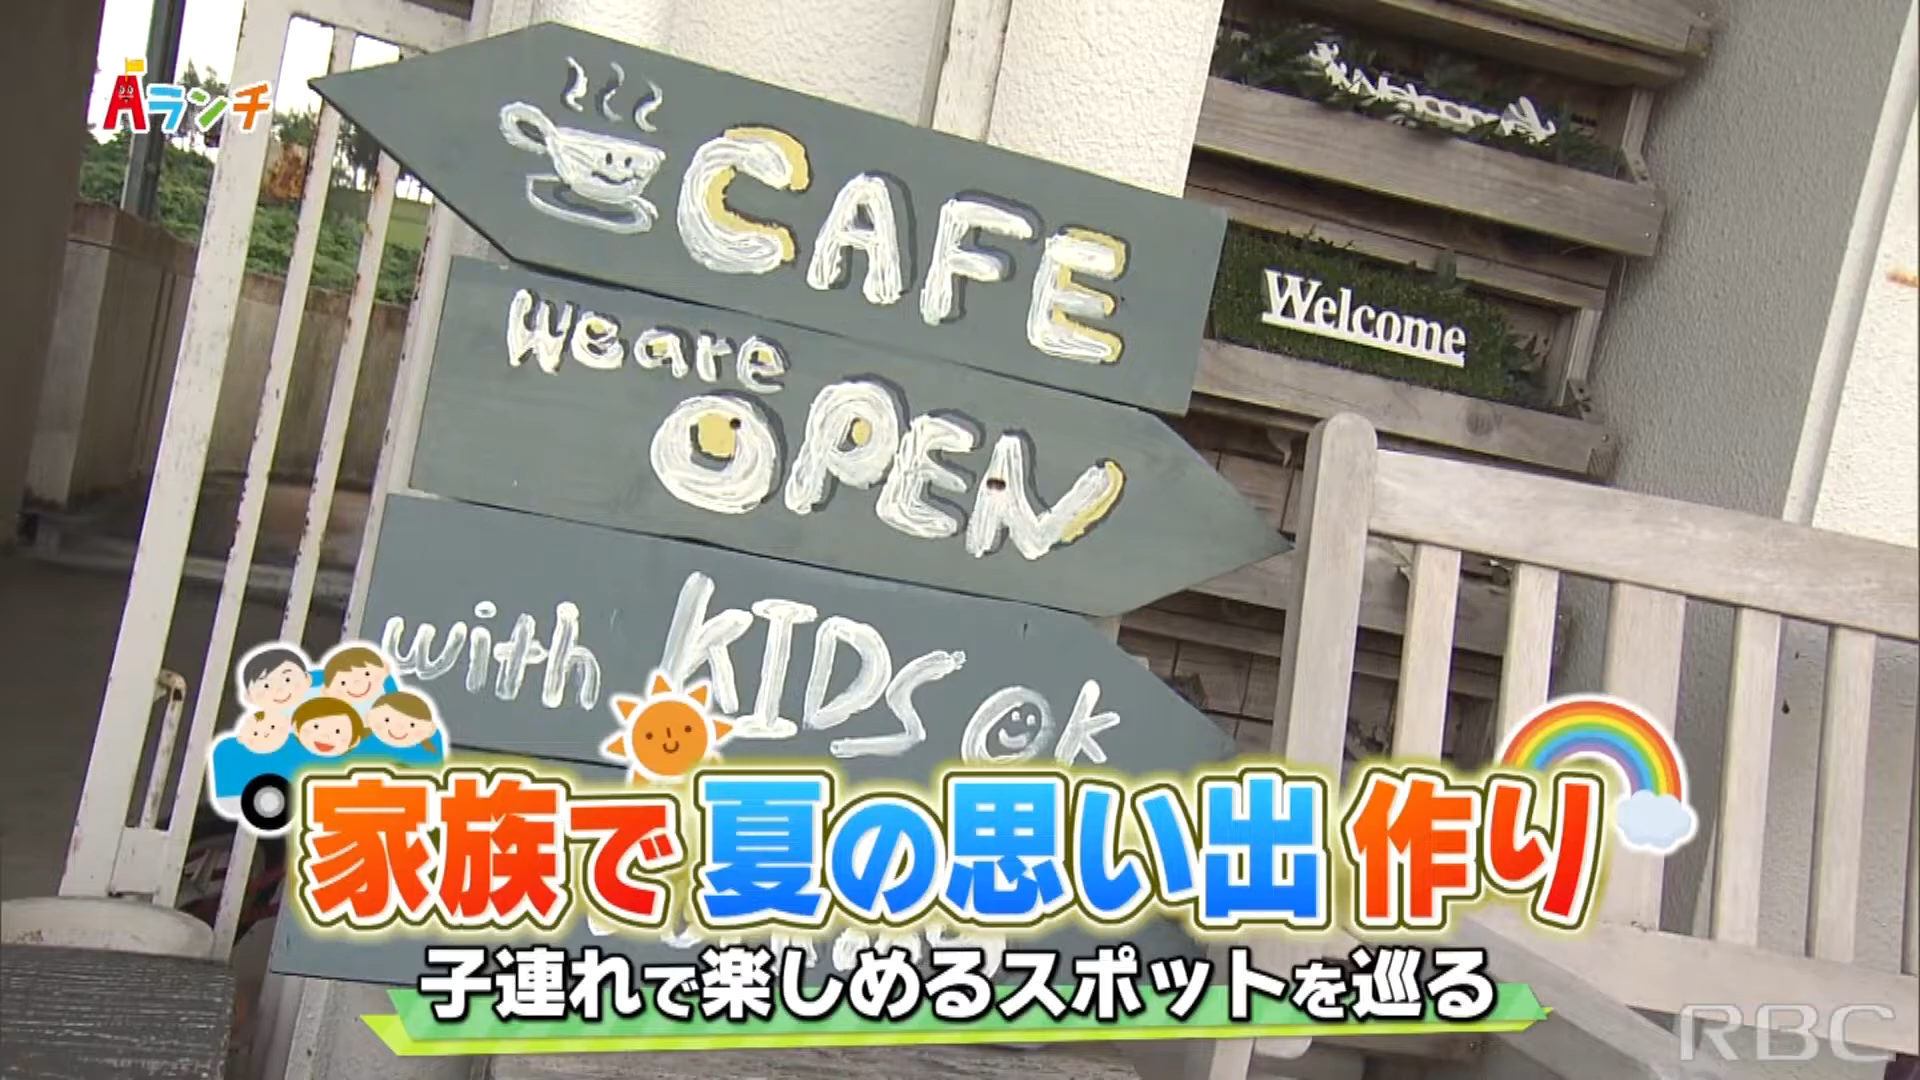 Aランチ
CAFE
We are
OPEN
with KIDS ok
Welcome
家族で夏の思い出作り
子連れで楽しめるスポットを巡る
RBC